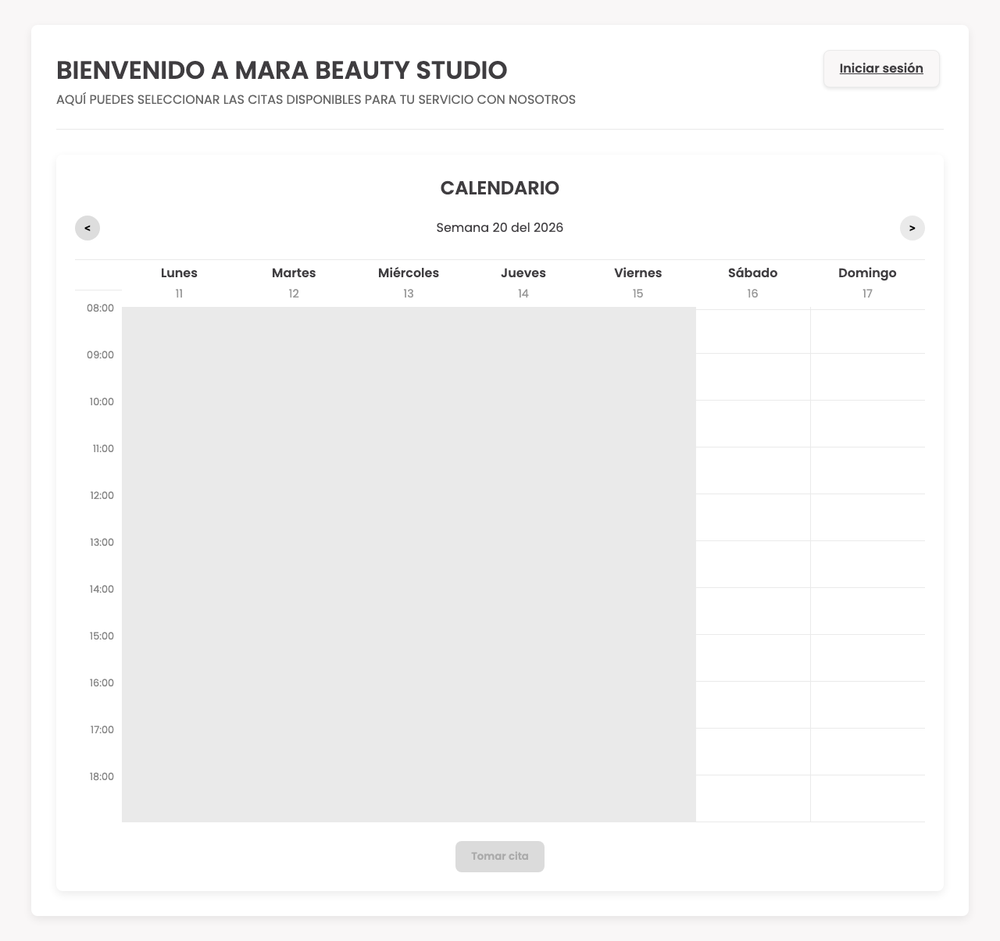 BIENVENIDO A MARA BEAUTY STUDIO
Iniciar sesión
AQUÍ PUEDES SELECCIONAR LAS CITAS DISPONIBLES PARA TU SERVICIO CON NOSOTROS
CALENDARIO
< Semana 20 del 2026 >
Lunes Martes Miércoles Jueves Viernes Sábado Domingo
11 12 13 14 15 16 17
08:00
09:00
10:00
11:00
12:00
13:00
14:00
15:00
16:00
17:00
18:00
Tomar cita